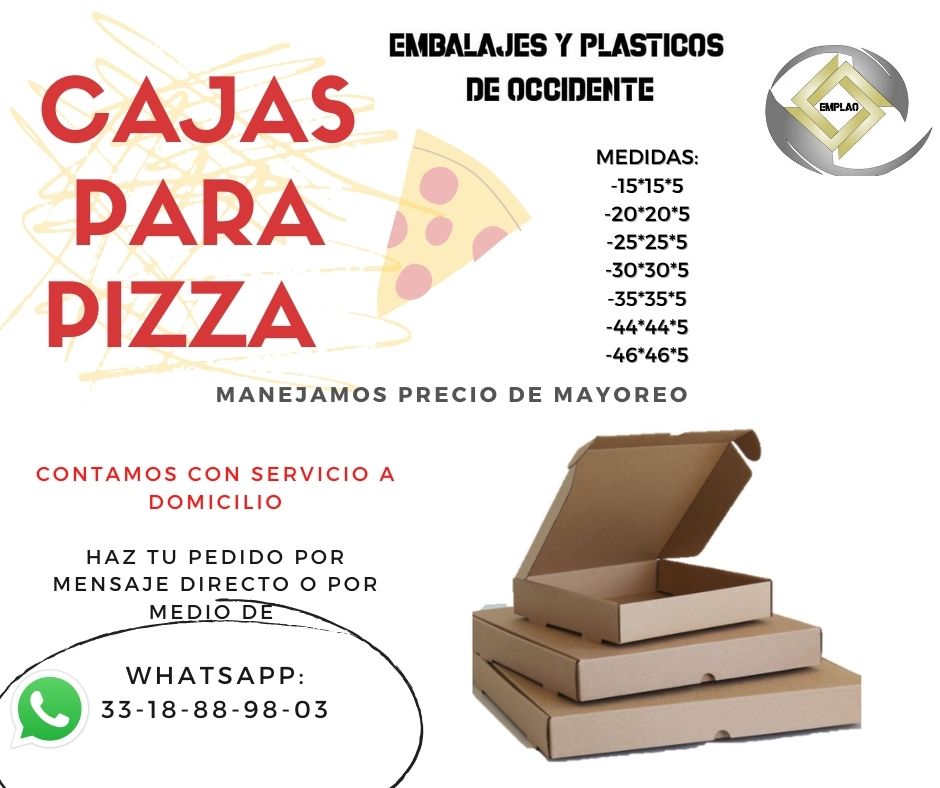 EMBALAJES Y PLASTICOS
DE OCCIDENTE
EMPLAO
CAJAS
PARA
PIZZA
MEDIDAS:
-15*15*5
-20*20*5
-25*25*5
-30*30*5
-35*35*5
-44*44*5
-46*46*5
MANEJAMOS PRECIO DE MAYOREO
CONTAMOS CON SERVICIO A
DOMICILIO
HAZ TU PEDIDO POR
MENSAJE DIRECTO O POR
MEDIO DE
WHATSAPP:
33-18-88-98-03